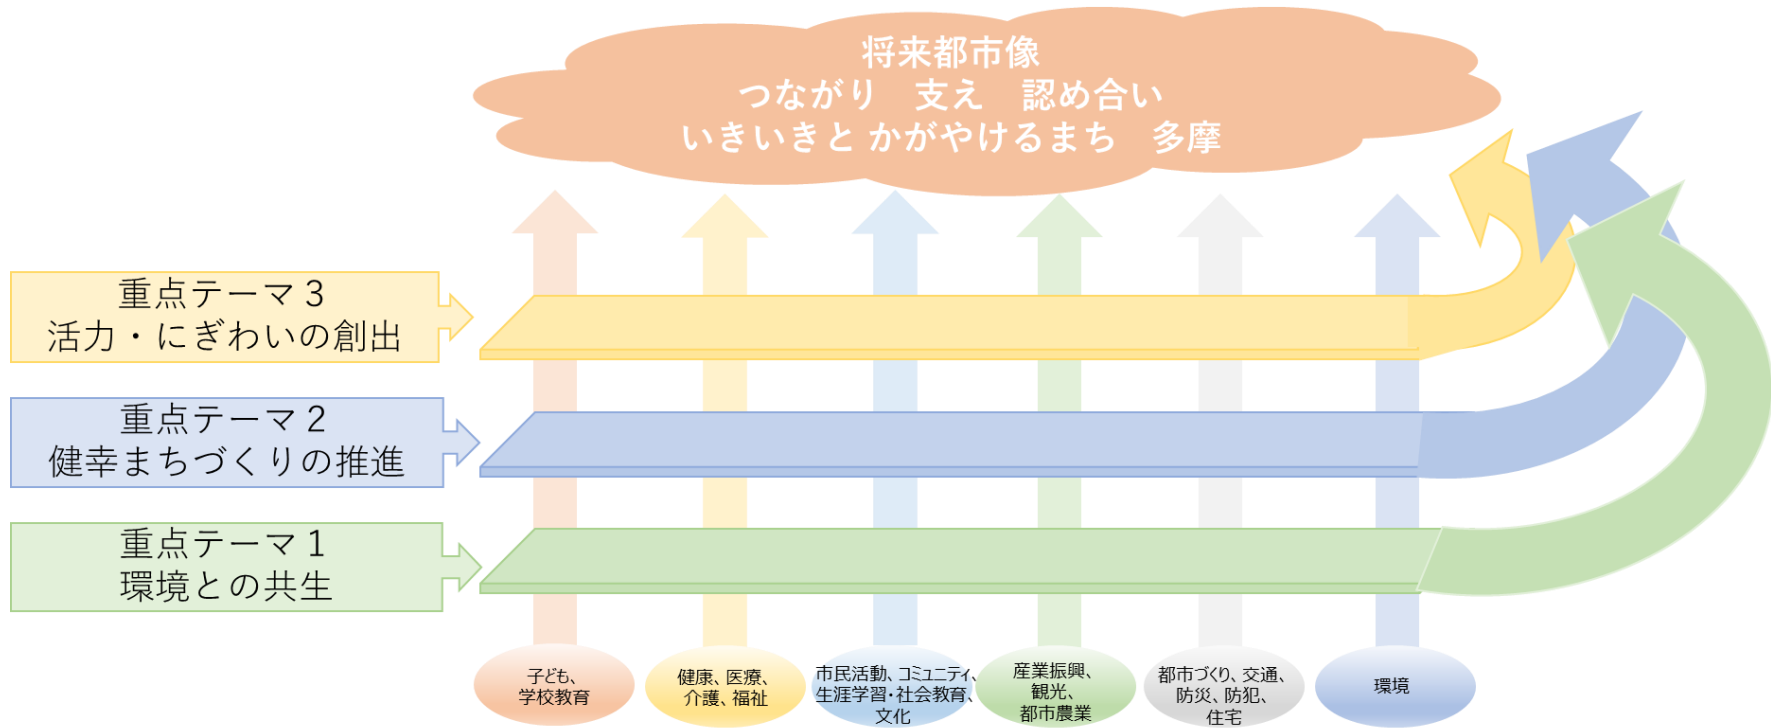 将来都市像
つながり　支え　認め合い
いきいきと かがやけるまち　多摩
重点テーマ３
活力・にぎわいの創出
重点テーマ２
健幸まちづくりの推進
重点テーマ１
環境との共生
子ども、
学校教育
健康、医療、
介護、福祉
市民活動、コミュニティ、
生涯学習・社会教育、
文化
産業振興、
観光、
都市農業
都市づくり、交通、
防災、防犯、
住宅
環境